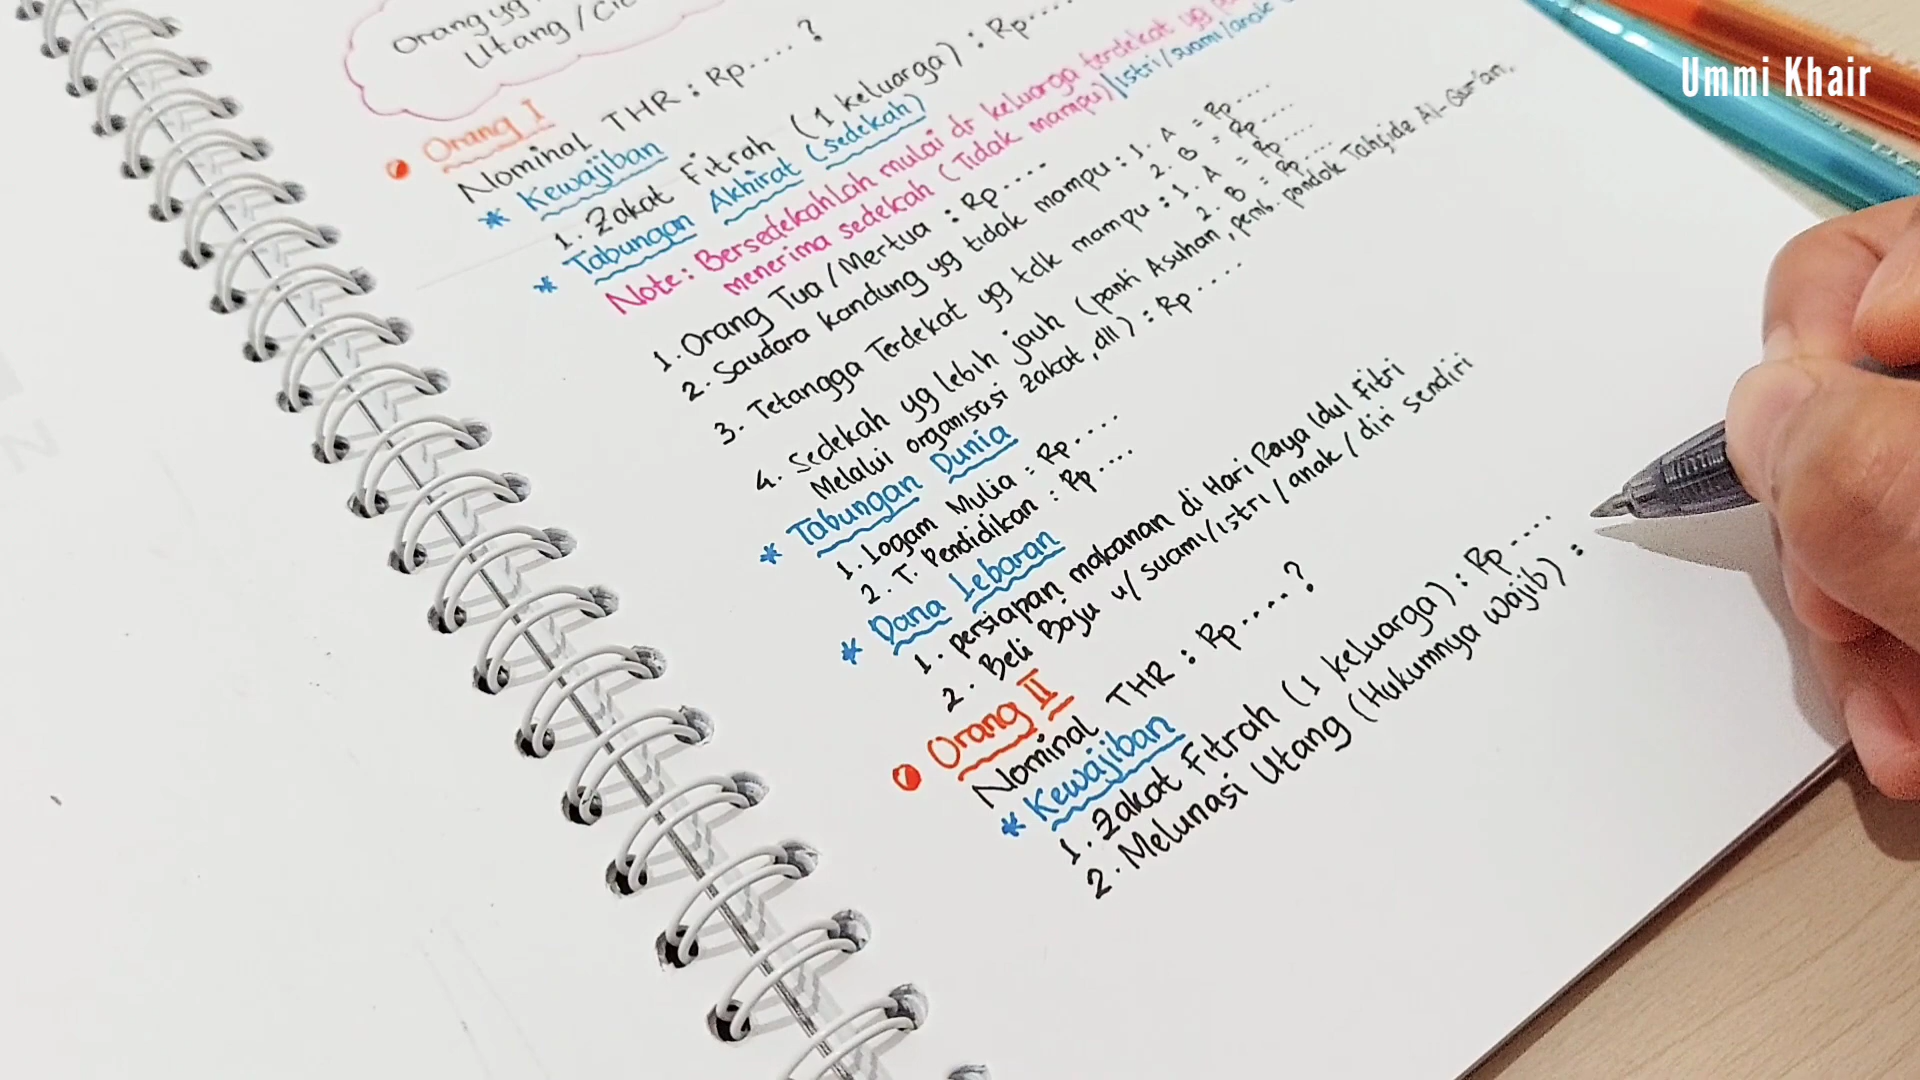 Orang yg
Utang / Cic
Orang I
Nominal THR : Rp.... ?
* Kewajiban
1. Zakat Fitrah (1 keluarga) : Rp....
* Tabungan Akhirat (sedekah)
Note: Bersedekahlah mulai dr keluarga terdekat yg
menerima sedekah (Tidak mampu)/istri/suami/anak
1. Orang Tua / Mertua : Rp....
2. Saudara kandung yg tidak mampu : 1. A = Rp....
2. B = Rp....
3. Tetangga Terdekat yg tdk mampu : 1. A = Rp....
2. B = Rp....
4. Sedekah yg lebih jauh (panti Asuhan, pemb. pondok Tahfidz Al-Qur'an,
Melalui organisasi zakat, dll) : Rp....
* Tabungan Dunia
1. Logam Mulia = Rp....
2. T. Pendidikan : Rp....
* Dana Lebaran
1. persiapan makanan di Hari Raya Idul Fitri
2. Beli Baju u/ suami/istri / anak / diri sendiri
Orang II
Nominal THR : Rp....?
* Kewajiban
1. Zakat Fitrah (1 keluarga) : Rp....
2. Melunasi Utang (Hukumnya wajib) :
Ummi Khair